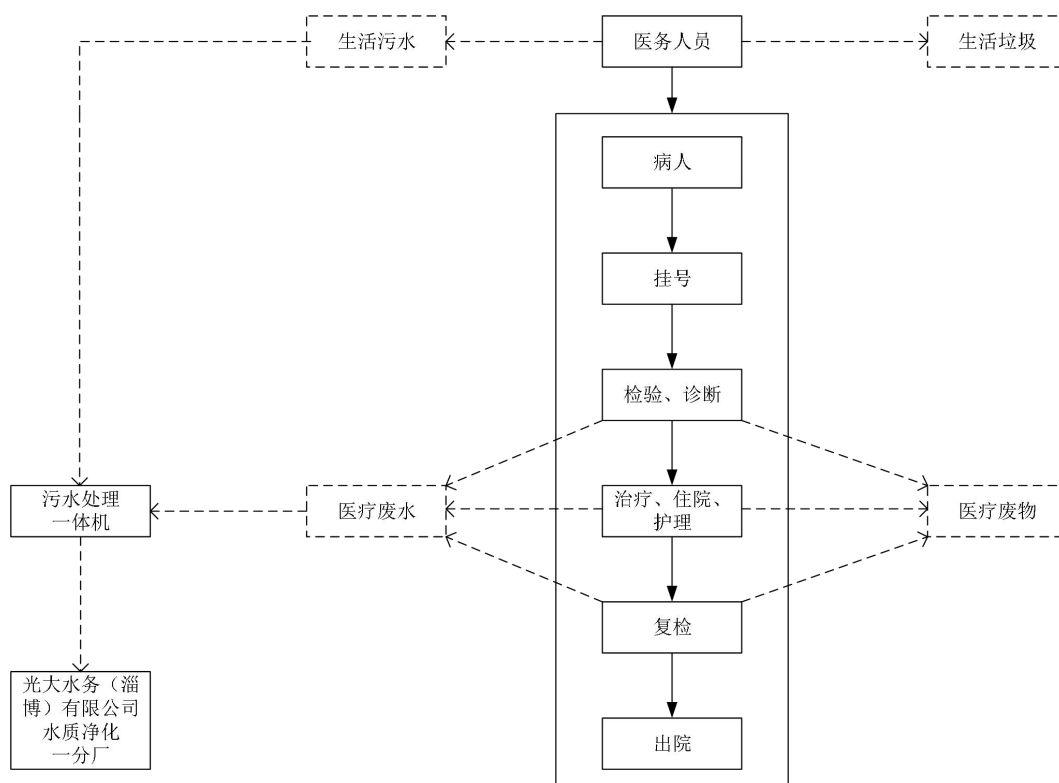 生活污水
医务人员
生活垃圾
病人
挂号
检验、诊断
污水处理
一体机
医疗废水
治疗、住院、
护理
医疗废物
复检
光大水务（淄
博）有限公司
水质净化
一分厂
出院